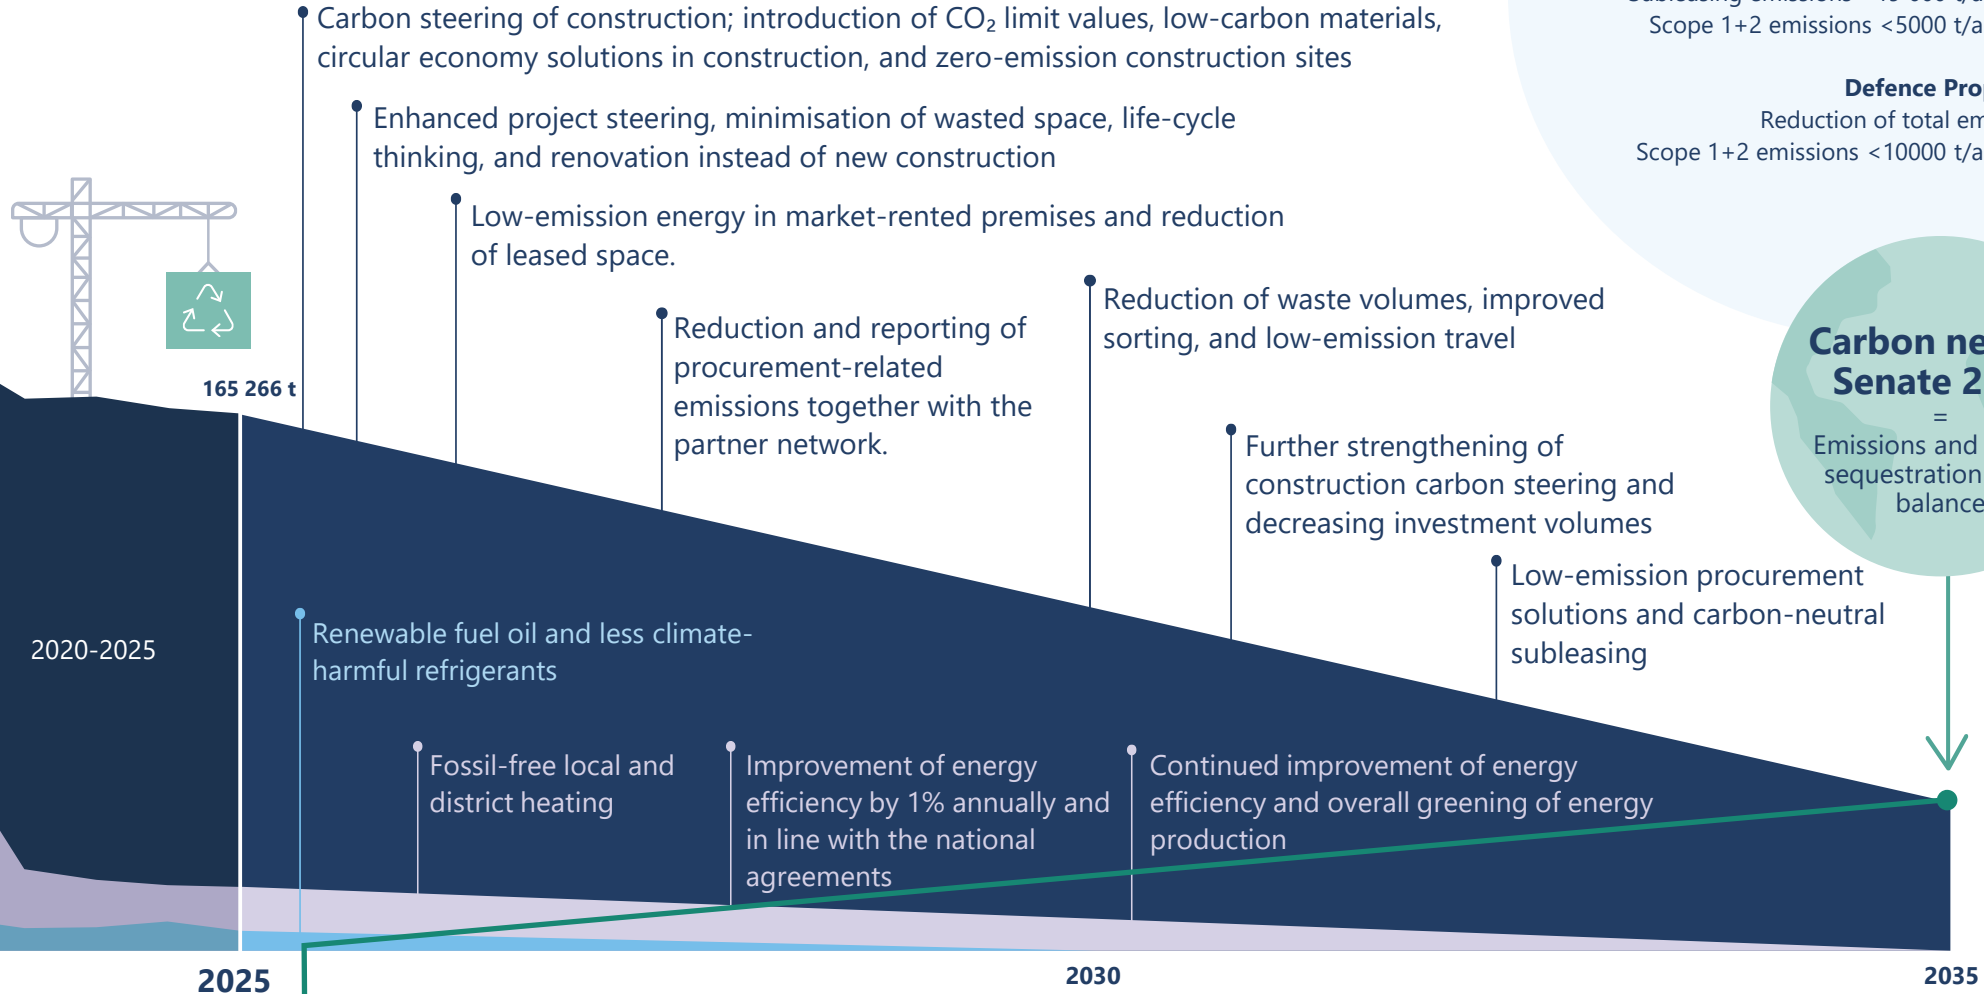 Carbon steering of construction; introduction of CO₂ limit values, low-carbon materials,
circular economy solutions in construction, and zero-emission construction sites
Enhanced project steering, minimisation of wasted space, life-cycle
thinking, and renovation instead of new construction
Low-emission energy in market-rented premises and reduction
of leased space.
Reduction and reporting of
procurement-related
emissions together with the
partner network.
Reduction of waste volumes, improved
sorting, and low-emission travel
Further strengthening of
construction carbon steering and
decreasing investment volumes
Low-emission procurement
solutions and carbon-neutral
subleasing
Scope 1+2 emissions <5000 t/a
Defence
Reduction of total
Scope 1+2 emissions <10000 t/a
Carbon
Senate
=
Emissions and
sequestration
balance
165 266 t
2020-2025
Renewable fuel oil and less climate-
harmful refrigerants
Fossil-free local and
district heating
Improvement of energy
efficiency by 1% annually and
in line with the national
agreements
Continued improvement of energy
efficiency and overall greening of energy
production
2025
2030
2035